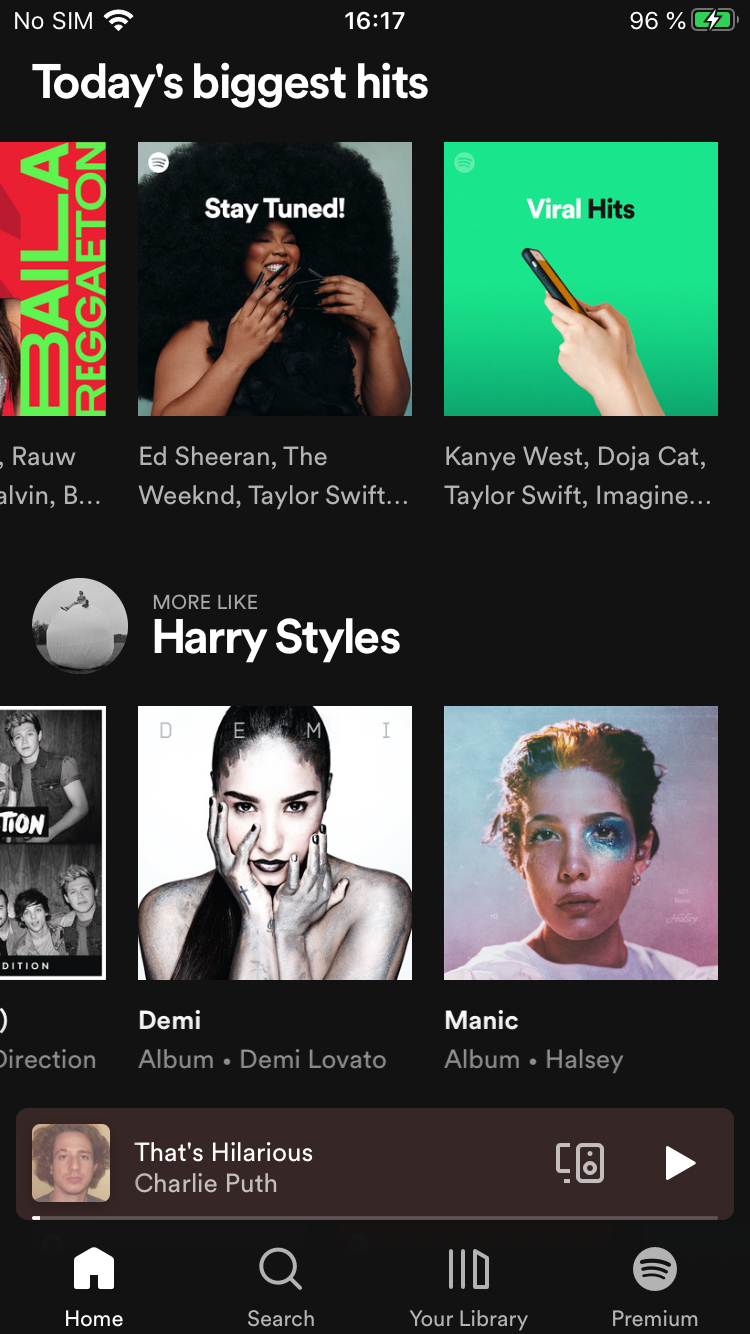 No SIM 16:17 96 %
Today's biggest hits
BAILA
REGGAETON
Stay Tuned!
Viral Hits
, Rauw
alvin, B...
Ed Sheeran, The
Weeknd, Taylor Swift...
Kanye West, Doja Cat,
Taylor Swift, Imagine...
MORE LIKE
Harry Styles
TION
DITION
D E M I
Halsey
)
Direction
Demi
Album • Demi Lovato
Manic
Album • Halsey
That's Hilarious
Charlie Puth
Home
Search
Your Library
Premium